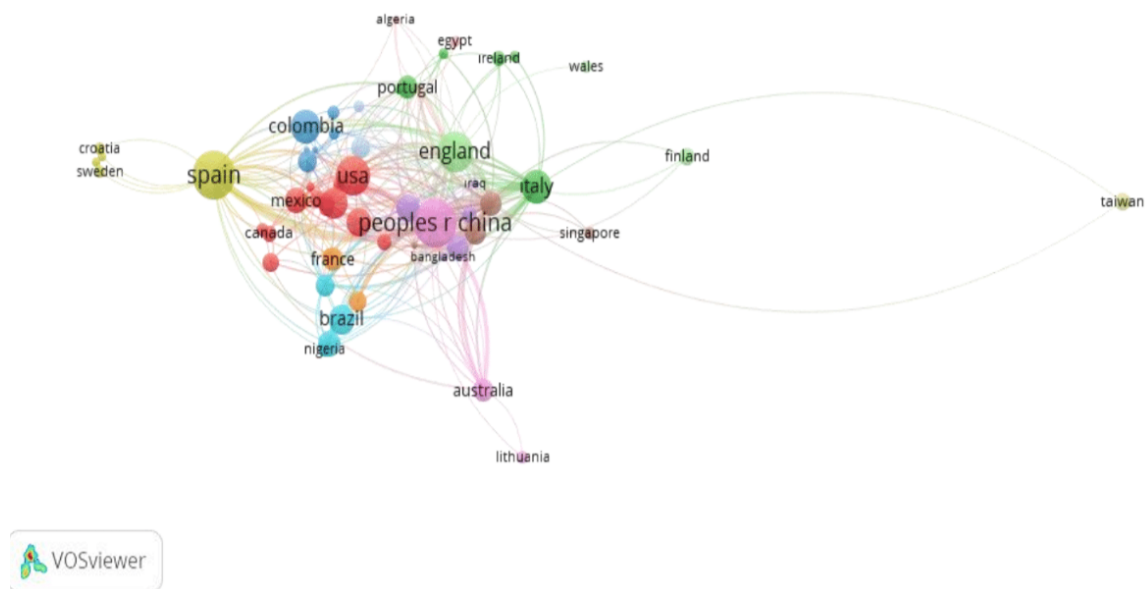 algeria
egypt
ireland
wales
portugal
colombia
england
croatia
sweden
spain
usa
iraq
italy
finland
mexico
taiwan
peoples r china
canada
singapore
france
bangladesh
brazil
nigeria
australia
lithuania
VOSviewer